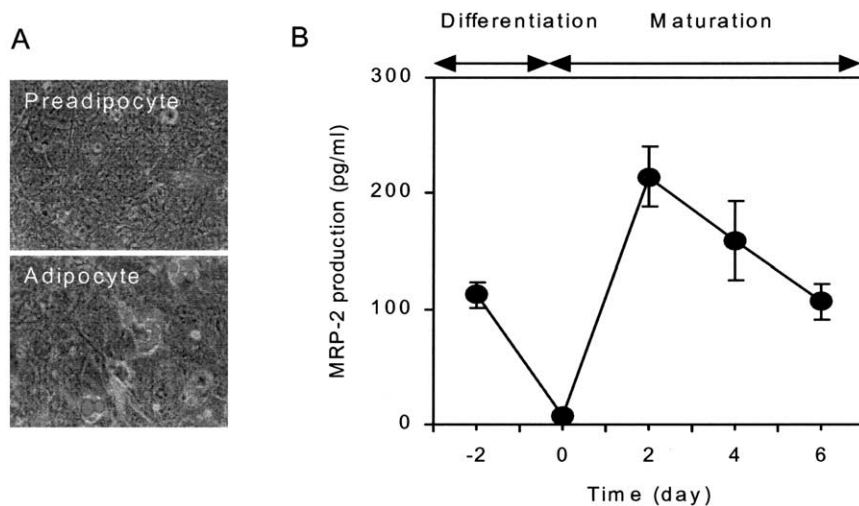 A
Preadipocyte
Adipocyte
B
Differentiation Maturation
MRP-2 production (pg/ml)
300
200
100
0
-2 0 2 4 6
Time (day)